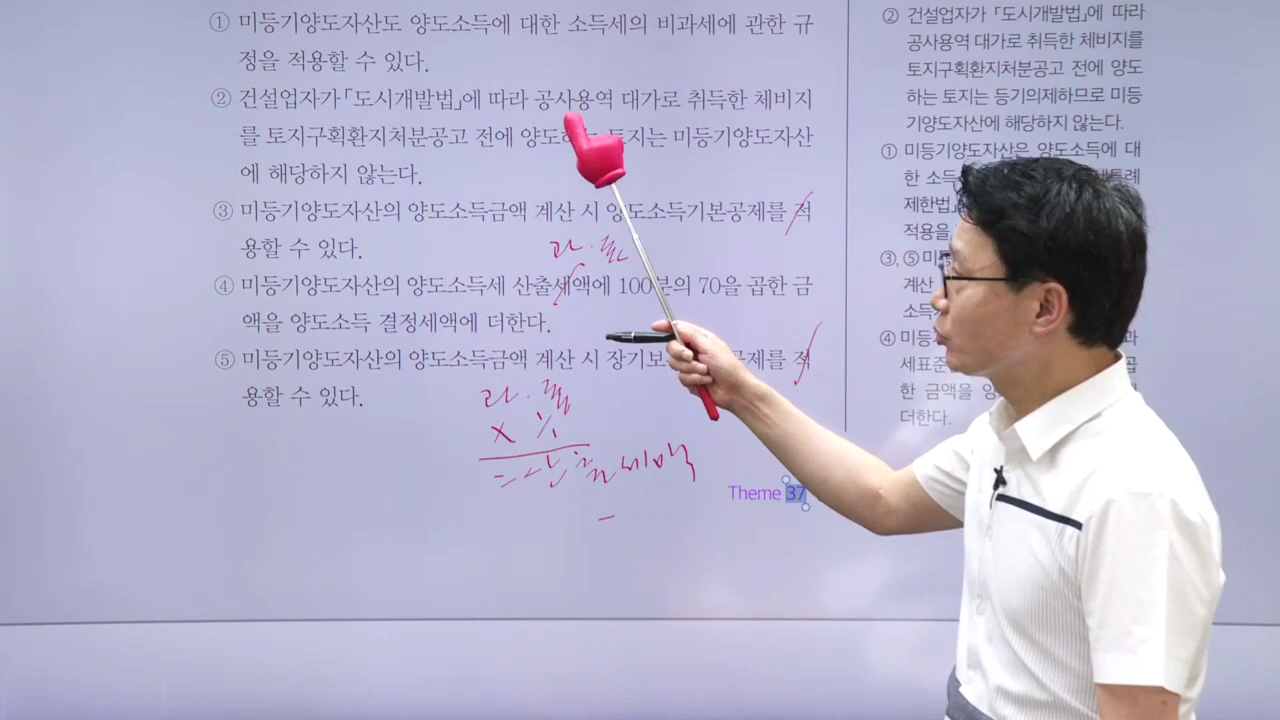 ① 미등기양도자산도 양도소득에 대한 소득세의 비과세에 관한 규
정을 적용할 수 있다.
② 건설업자가 「도시개발법」에 따라 공사용역 대가로 취득한 체비지
를 토지구획환지처분공고 전에 양도 토지는 미등기양도자산
에 해당하지 않는다.
③ 미등기양도자산의 양도소득금액 계산 시 양도소득기본공제를 적
용할 수 있다.
과 · 표
④ 미등기양도자산의 양도소득세 산출세액에 100분의 70을 곱한 금
액을 양도소득 결정세액에 더한다.
⑤ 미등기양도자산의 양도소득금액 계산 시 장기보 공제를 적
용할 수 있다.
과 · 표
× %
= 산출세액
–
Theme 37
② 건설업자가 「도시개발법」에 따라
공사용역 대가로 취득한 체비지를
토지구획환지처분공고 전에 양도
하는 토지는 등기의제하므로 미등
기양도자산에 해당하지 않는다.
① 미등기양도자산은 양도소득에 대
한 특례
제한법
적용을
③, ⑤ 미
계산
④ 미등
세표준
한 금액을
더한다.